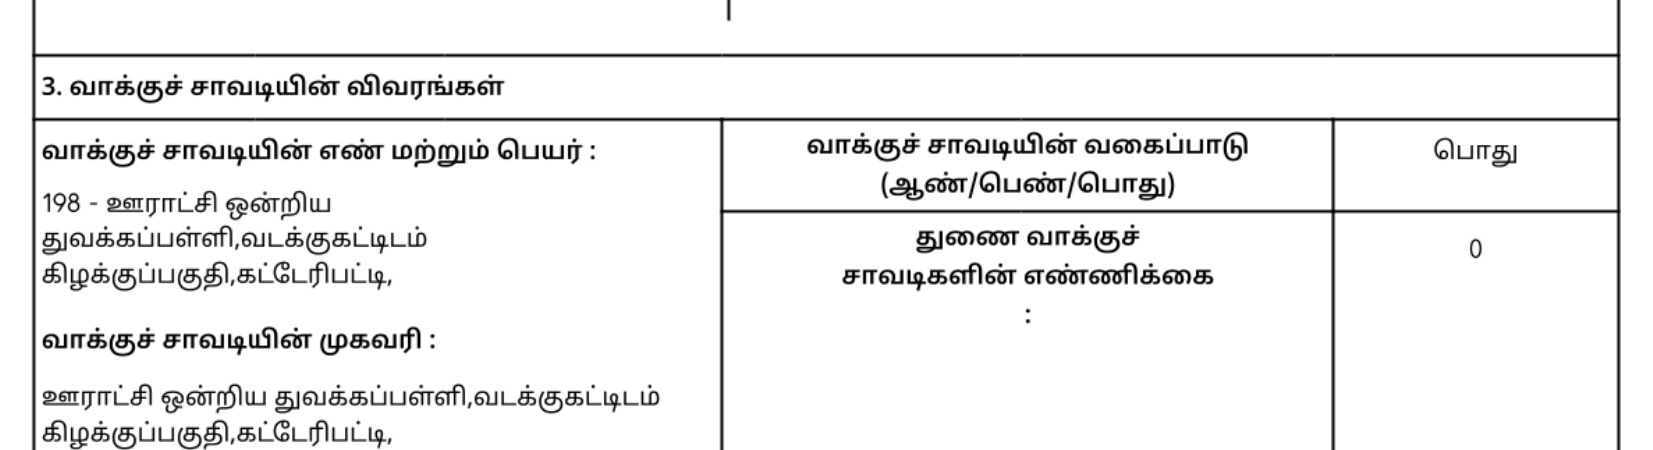 3. வாக்குச் சாவடியின் விவரங்கள்
வாக்குச் சாவடியின் எண் மற்றும் பெயர் :
198 - ஊராட்சி ஒன்றிய
துவக்கப்பள்ளி,வடக்குகட்டிடம்
கிழக்குப்பகுதி,கட்டேரிபட்டி,
வாக்குச் சாவடியின் முகவரி :
ஊராட்சி ஒன்றிய துவக்கப்பள்ளி,வடக்குகட்டிடம்
கிழக்குப்பகுதி,கட்டேரிபட்டி,
வாக்குச் சாவடியின் வகைப்பாடு
(ஆண்/பெண்/பொது)
பொது
துணை வாக்குச்
சாவடிகளின் எண்ணிக்கை
:
0